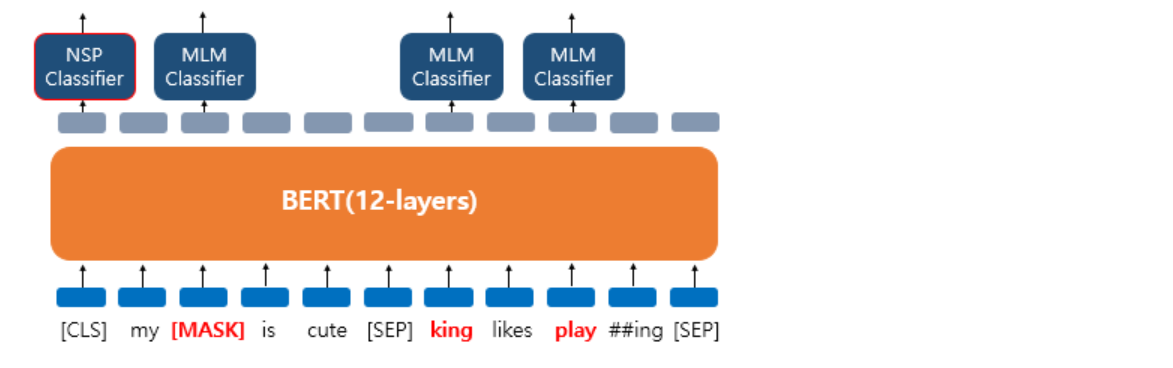 NSP
Classifier
MLM
Classifier
MLM
Classifier
MLM
Classifier
BERT(12-layers)
[CLS] my [MASK] is cute [SEP] king likes play ##ing [SEP]